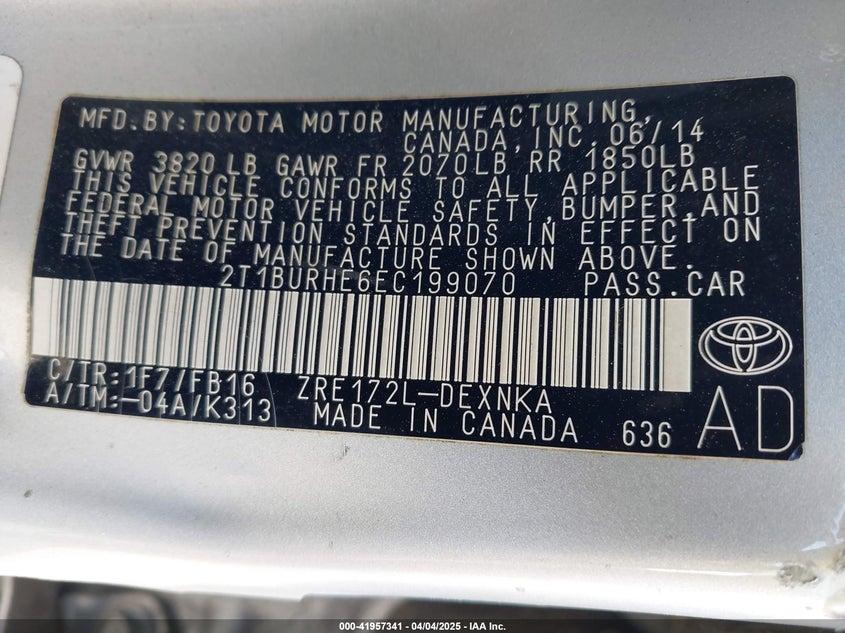 MFD.BY:TOYOTA MOTOR MANUFACTURING,
CANADA,INC. 06/14
GVWR 3820 LB GAWR FR 2070LB RR 1850LB
THIS VEHICLE CONFORMS TO ALL APPLICABLE
FEDERAL MOTOR VEHICLE SAFETY,BUMPER,AND
THEFT PREVENTION STANDARDS IN EFFECT ON
THE DATE OF MANUFACTURE SHOWN ABOVE.
2T1BURHE6EC199070 PASS.CAR
C/TR:1F7/FB16 ZRE172L-DEXNKA
A/TM:-04A/K313 MADE IN CANADA 636 AD
000-41957341 - 04/04/2025 - IAA Inc.